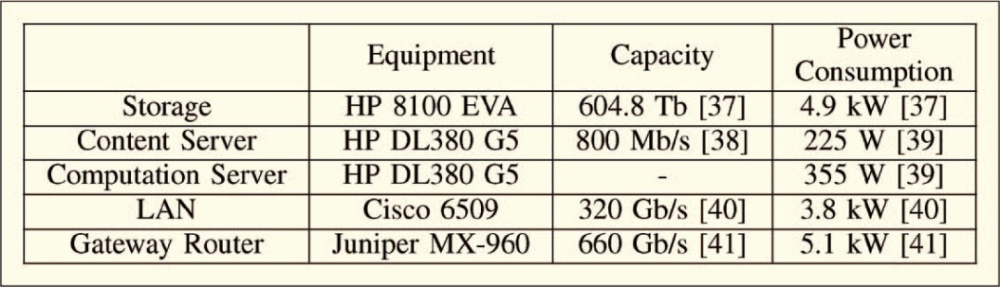 Equipment Capacity Power Consumption
Storage HP 8100 EVA 604.8 Tb [37] 4.9 kW [37]
Content Server HP DL380 G5 800 Mb/s [38] 225 W [39]
Computation Server HP DL380 G5 - 355 W [39]
LAN Cisco 6509 320 Gb/s [40] 3.8 kW [40]
Gateway Router Juniper MX-960 660 Gb/s [41] 5.1 kW [41]